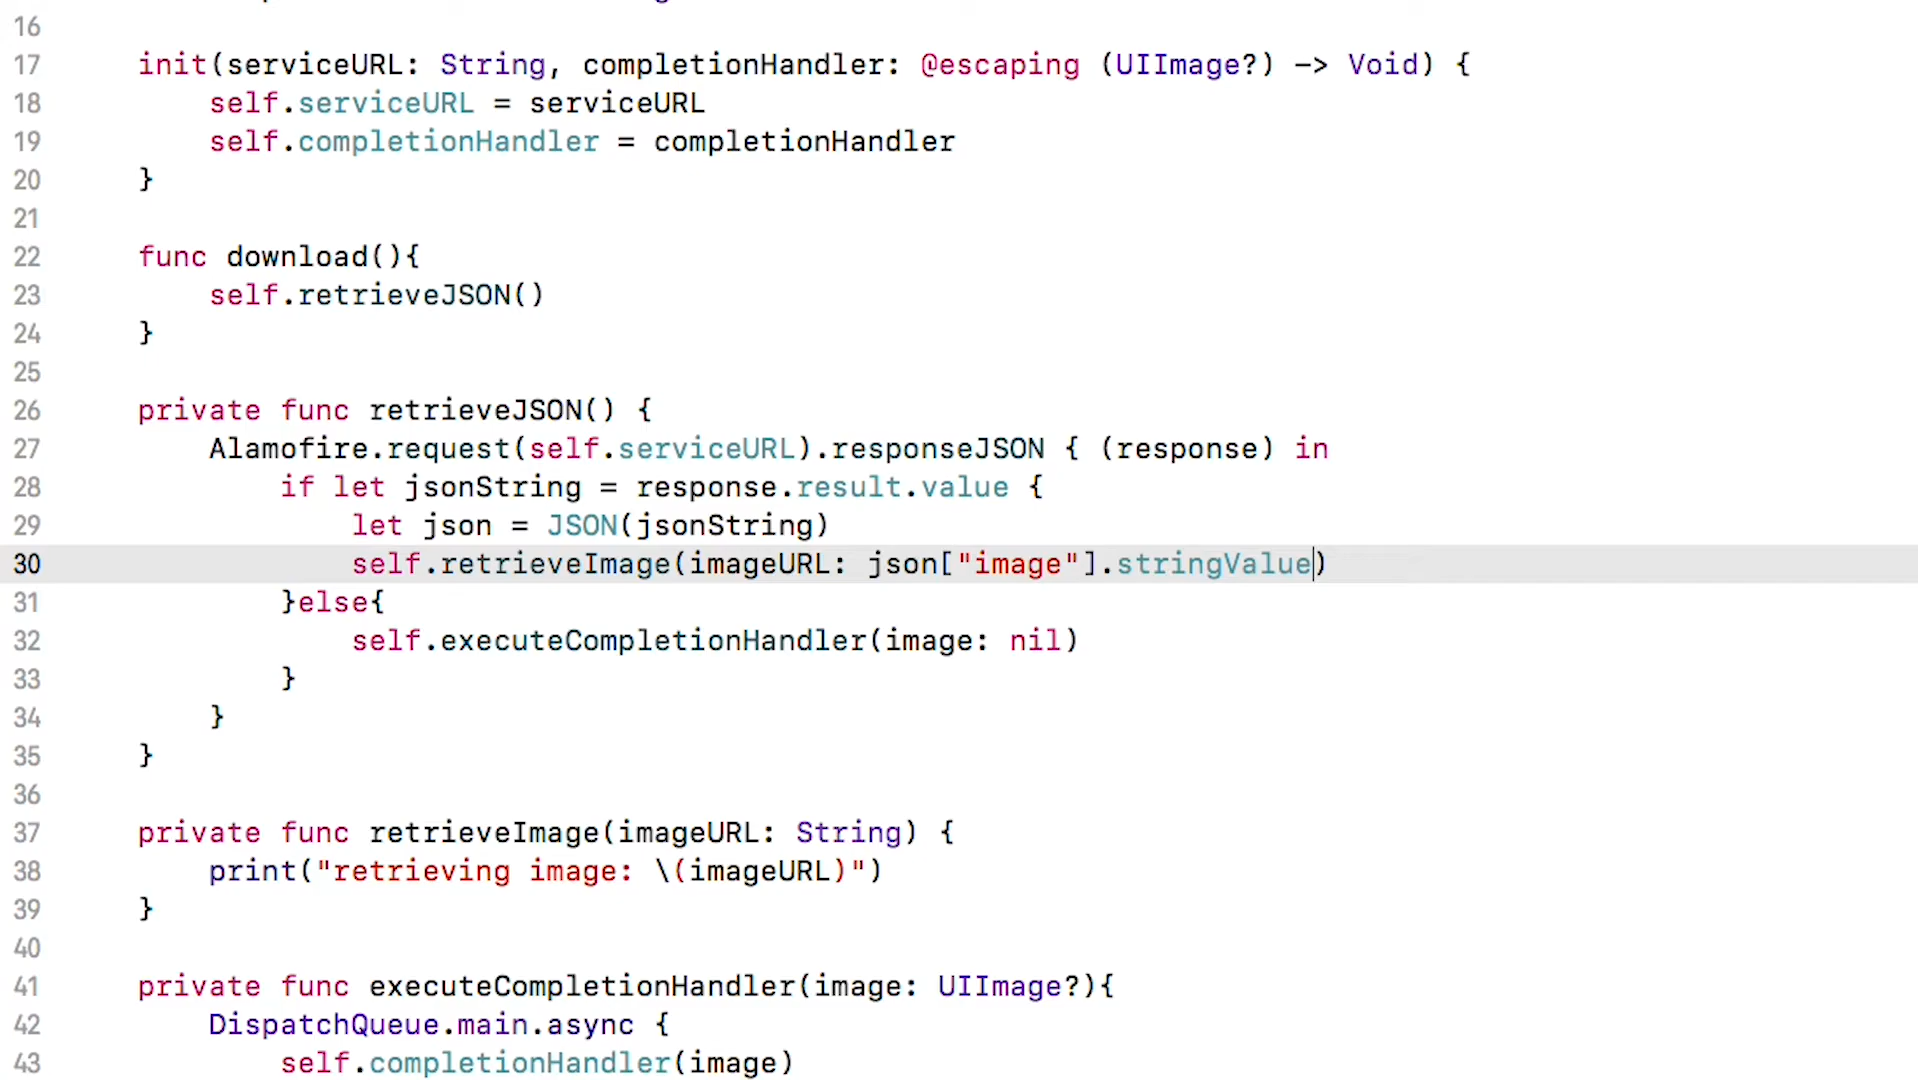 16
17 init(serviceURL: String, completionHandler: @escaping (UIImage?) -> Void) {
18 self.serviceURL = serviceURL
19 self.completionHandler = completionHandler
20 }
21
22 func download(){
23 self.retrieveJSON()
24 }
25
26 private func retrieveJSON() {
27 Alamofire.request(self.serviceURL).responseJSON { (response) in
28 if let jsonString = response.result.value {
29 let json = JSON(jsonString)
30 self.retrieveImage(imageURL: json["image"].stringValue)
31 }else{
32 self.executeCompletionHandler(image: nil)
33 }
34 }
35 }
36
37 private func retrieveImage(imageURL: String) {
38 print("retrieving image: \(imageURL)")
39 }
40
41 private func executeCompletionHandler(image: UIImage?){
42 DispatchQueue.main.async {
43 self.completionHandler(image)